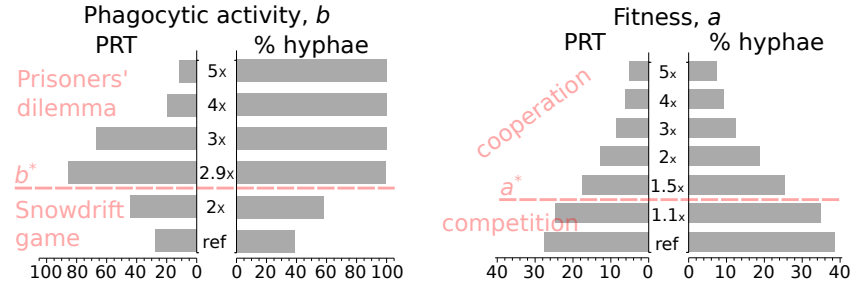 Phagocytic activity, b
PRT
% hyphae
Prisoners'
dilemma
b*
Snowdrift
game
5x
4x
3x
2.9x
2x
ref
100 80 60 40 20 0
0 20 40 60 80 100
Fitness, a
PRT
% hyphae
cooperation
a*
competition
5x
4x
3x
2x
1.5x
1.1x
ref
40 30 20 10 0
0 10 20 30 40